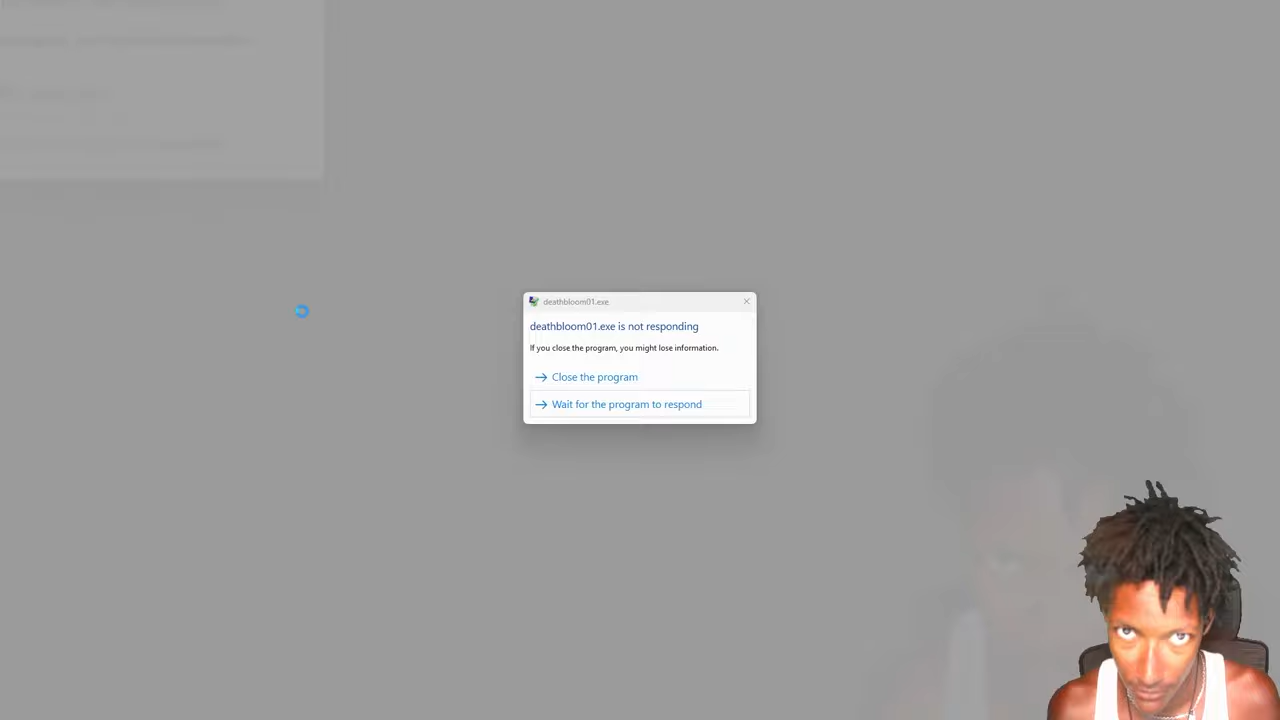 deathbloom01.exe
deathbloom01.exe is not responding
If you close the program, you might lose information.
Close the program
Wait for the program to respond